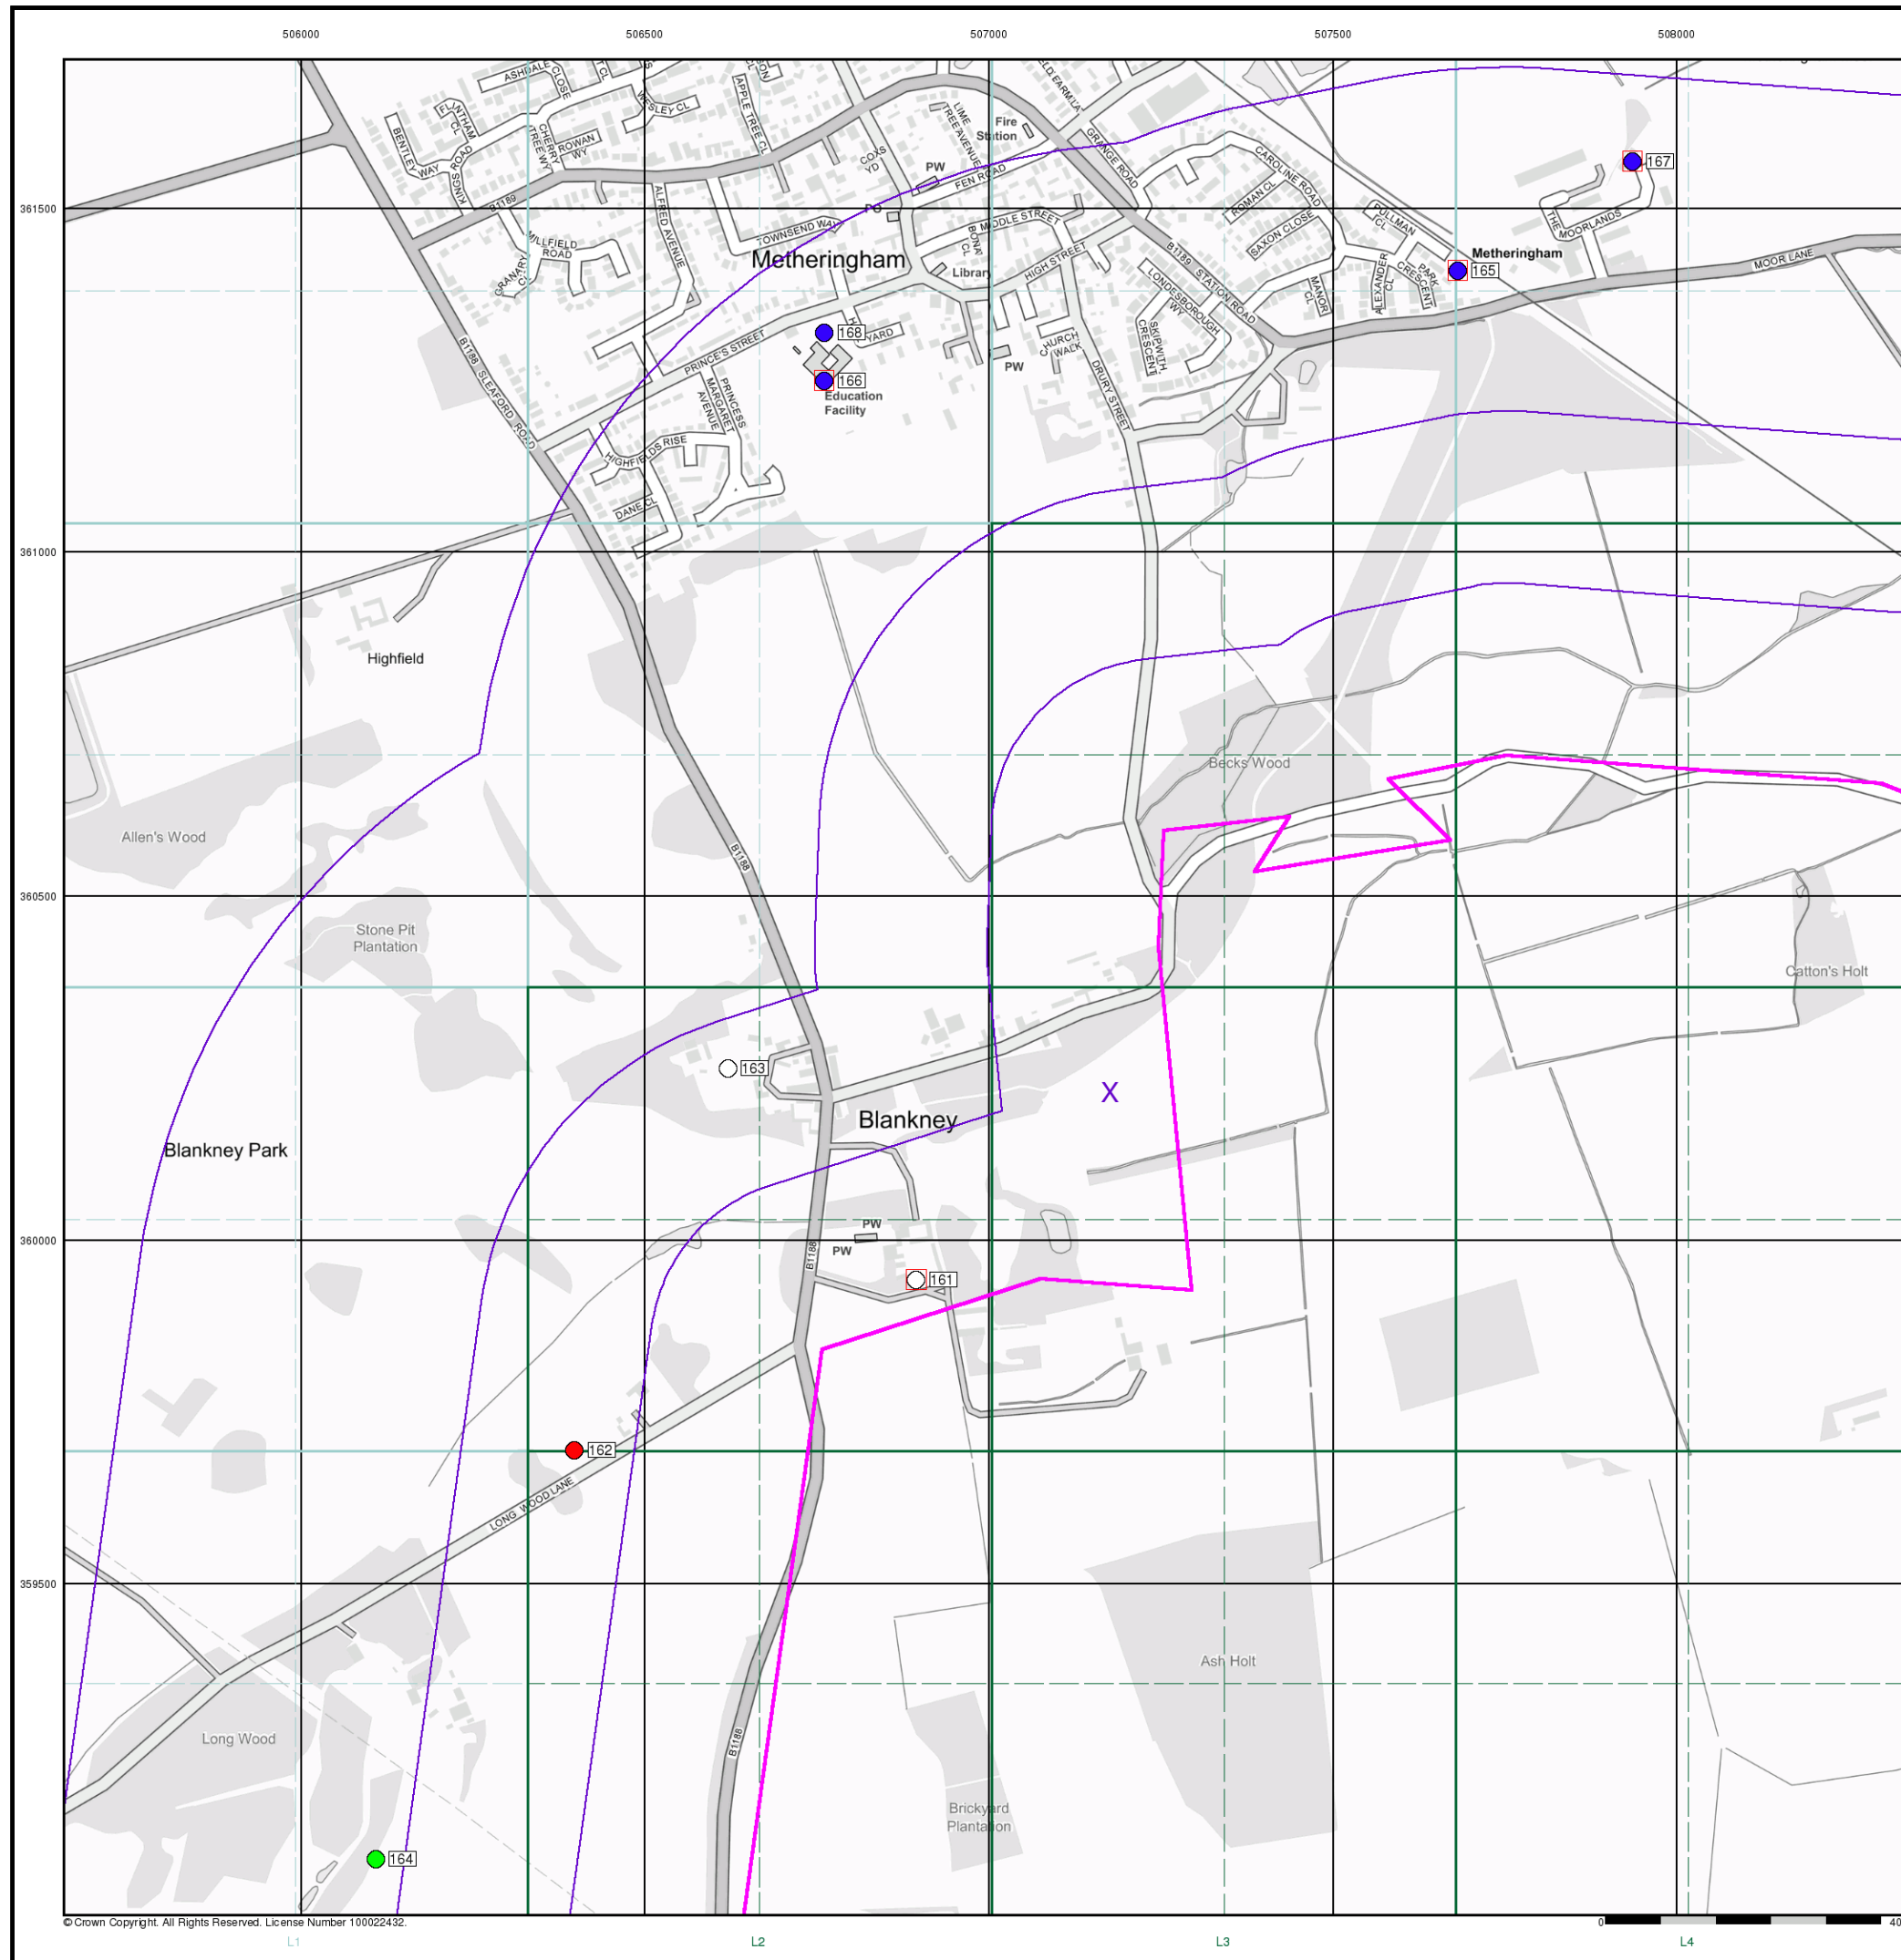 506000 506500 507000 507500 508000
361500
361000
360500
360000
359500
ASHDALE
CLOSE
BENTLEY
WAY
KINGS
ROAD
CHERRY
TREE WY
ROWAN
WY
WESLEY CL
APPLE TREE CL
COXS
YD
LIME
TREE AVENUE
Fire
Station
PW
FEN ROAD
GRANGE ROAD
CAROLINE ROAD
ROMAN CL
SAXON CLOSE
PULLMAN
CL
THE
MOORLANDS
167
B1189
MILLFIELD
ROAD
GRANARY
CL
ALFRED AVENUE
TOWNSEND WAY
PO
Metheringham
MIDDLE STREET
BONA
CL
HIGH STREET
Library
B1189 STATION ROAD
LONDESBOROUGH
WY
SKIPWITH
CRESCENT
MANOR
CL
ALEXANDER
CL
PARK
CRESCENT
Metheringham
165
MOOR LANE
168
YARD
166
Education
Facility
PRINCE'S STREET
PRINCESS
MARGARET
AVENUE
CHURCH
WALK
PW
DRURY STREET
B1188 SLEAFORD ROAD
HIGHFIELDS RISE
DANE CL
Highfield
Becks Wood
Allen's Wood
B1188
Stone Pit
Plantation
Catton's Holt
163
X
Blankney
Blankney Park
PW
PW
B1188
161
162
LONG WOOD LANE
Ash Holt
Long Wood
B1188
Brickyard
Plantation
164
© Crown Copyright. All Rights Reserved. License Number 100022432.
0
L1 L2 L3 L4